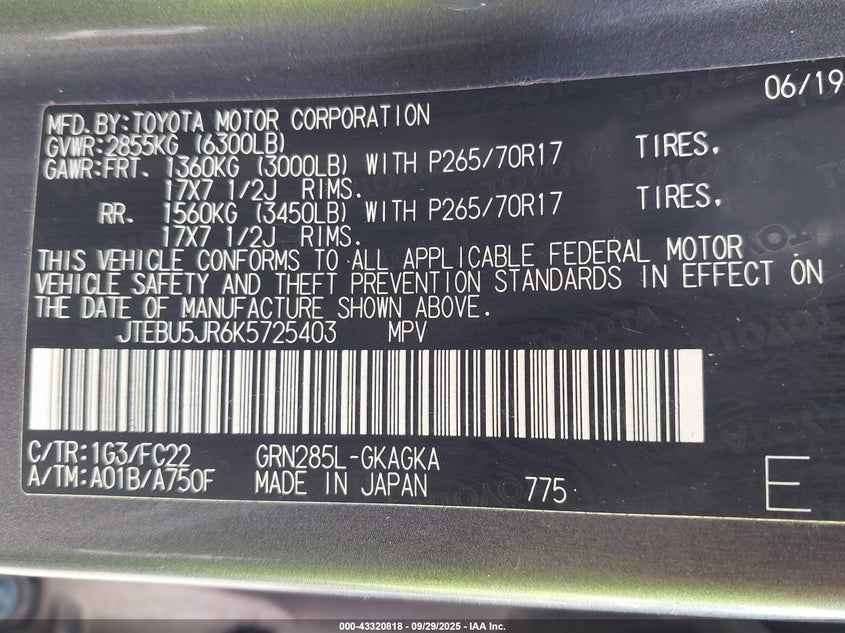 06/19
MFD.BY:TOYOTA MOTOR CORPORATION
GVWR:2855KG (6300LB)
GAWR:FRT. 1360KG (3000LB) WITH P265/70R17 TIRES,
17X7 1/2J RIMS.
RR. 1560KG (3450LB) WITH P265/70R17 TIRES,
17X7 1/2J RIMS.
THIS VEHICLE CONFORMS TO ALL APPLICABLE FEDERAL MOTOR
VEHICLE SAFETY AND THEFT PREVENTION STANDARDS IN EFFECT ON
THE DATE OF MANUFACTURE SHOWN ABOVE.
JTEBU5JR6K5725403 MPV
C/TR:1G3/FC22 GRN285L-GKAGKA
A/TM:A01B/A750F MADE IN JAPAN 775 E
000-43320818 - 09/29/2025 - IAA Inc.